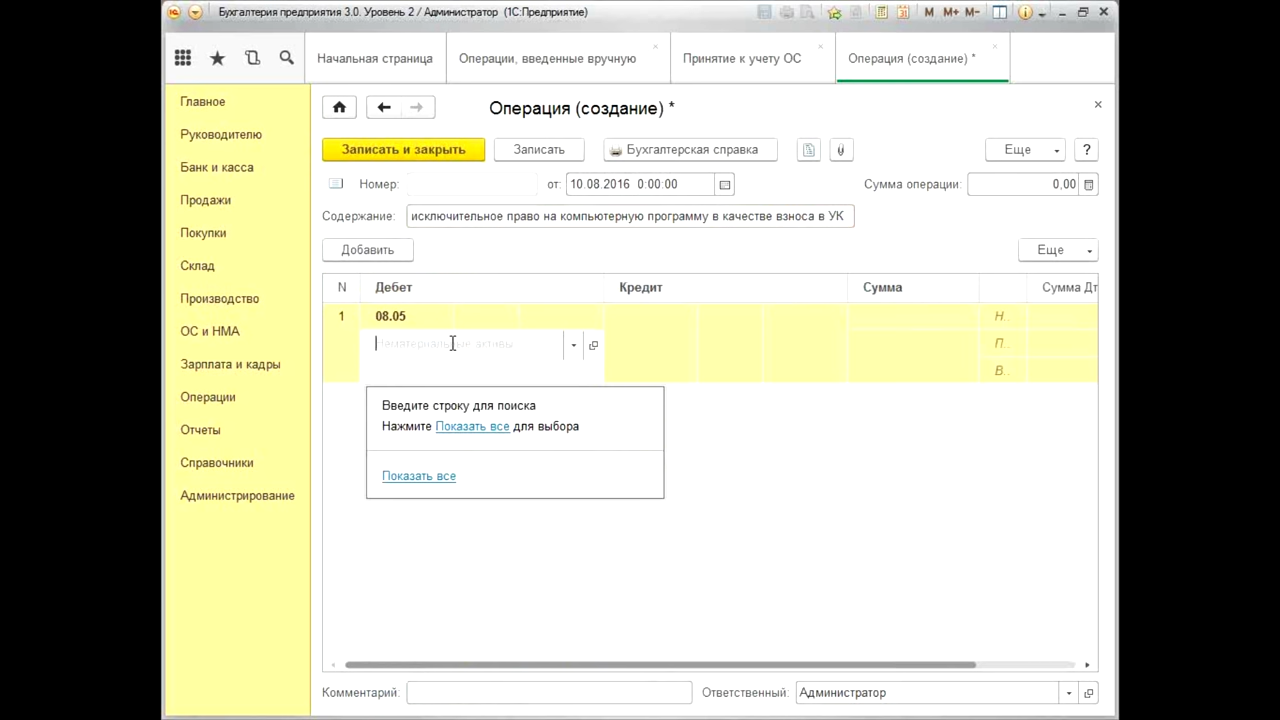 Бухгалтерия предприятия 3.0. Уровень 2 / Администратор (1С:Предприятие)
M M+ M-
Начальная страница
Операции, введенные вручную
Принятие к учету ОС
Операция (создание) *
Главное
Руководителю
Банк и касса
Продажи
Покупки
Склад
Производство
ОС и НМА
Зарплата и кадры
Операции
Отчеты
Справочники
Администрирование
Операция (создание) *
Записать и закрыть
Записать
Бухгалтерская справка
Еще
?
Номер:
от: 10.08.2016 0:00:00
Сумма операции: 0,00
Содержание: исключительное право на компьютерную программу в качестве взноса в УК
Добавить
Еще
N Дебет Кредит Сумма Сумма Дт
1 08.05 Н..
Нематериальные активы П..
В..
Введите строку для поиска
Нажмите Показать все для выбора
Показать все
Комментарий:
Ответственный: Администратор